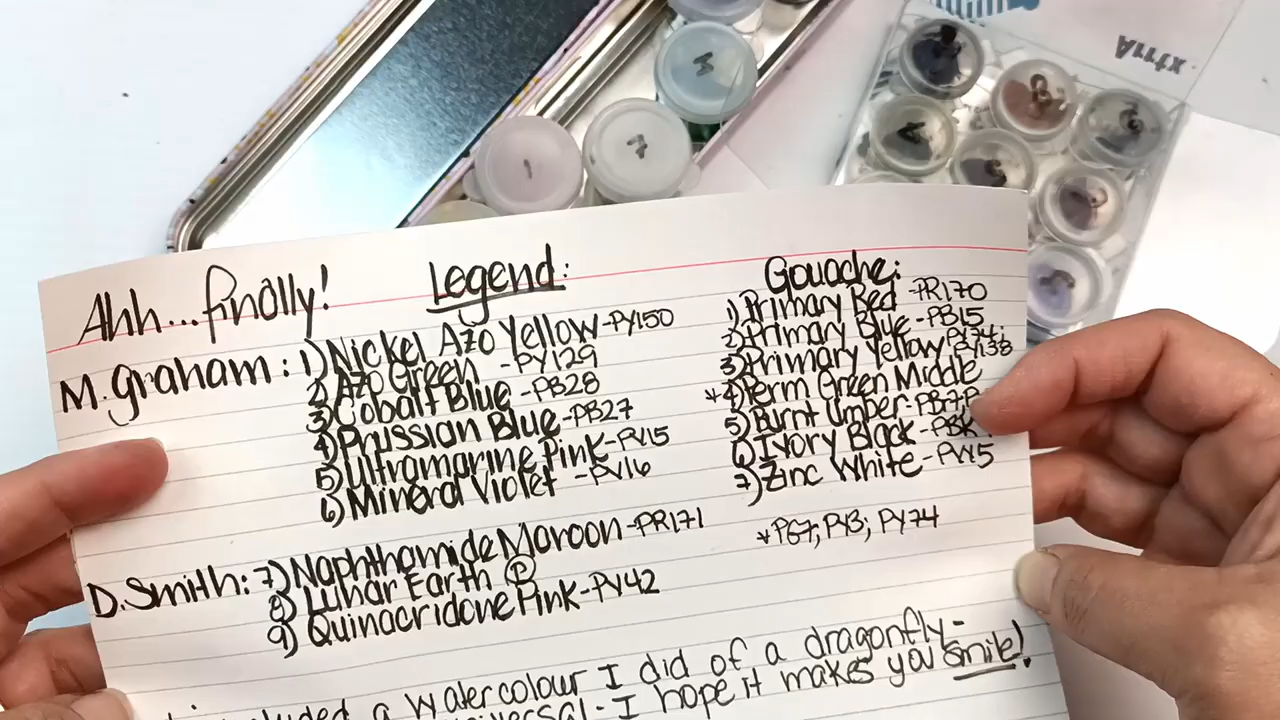 Ahh...finally!
Legend:
M. Graham: 1) Nickel Azo Yellow - PY150
2) Azo Green - PY129
3) Cobalt Blue - PB28
4) Prussian Blue - PB27
5) Ultramarine Pink - PV15
6) Mineral Violet - PV16
D. Smith: 7) Naphthamide Maroon - PR171
8) Lunar Earth Ⓟ
9) Quinacridone Pink - PV42
Gouache:
1) Primary Red - PR170
2) Primary Blue - PB15
3) Primary Yellow PY74; PY138
*4) Perm Green Middle
5) Burnt Umber - PB7,
6) Ivory Black - PBK
7) Zinc White - PW5
*PG7; PY3; PY74
a watercolour I did of a dragonfly -
I hope it makes you smile!